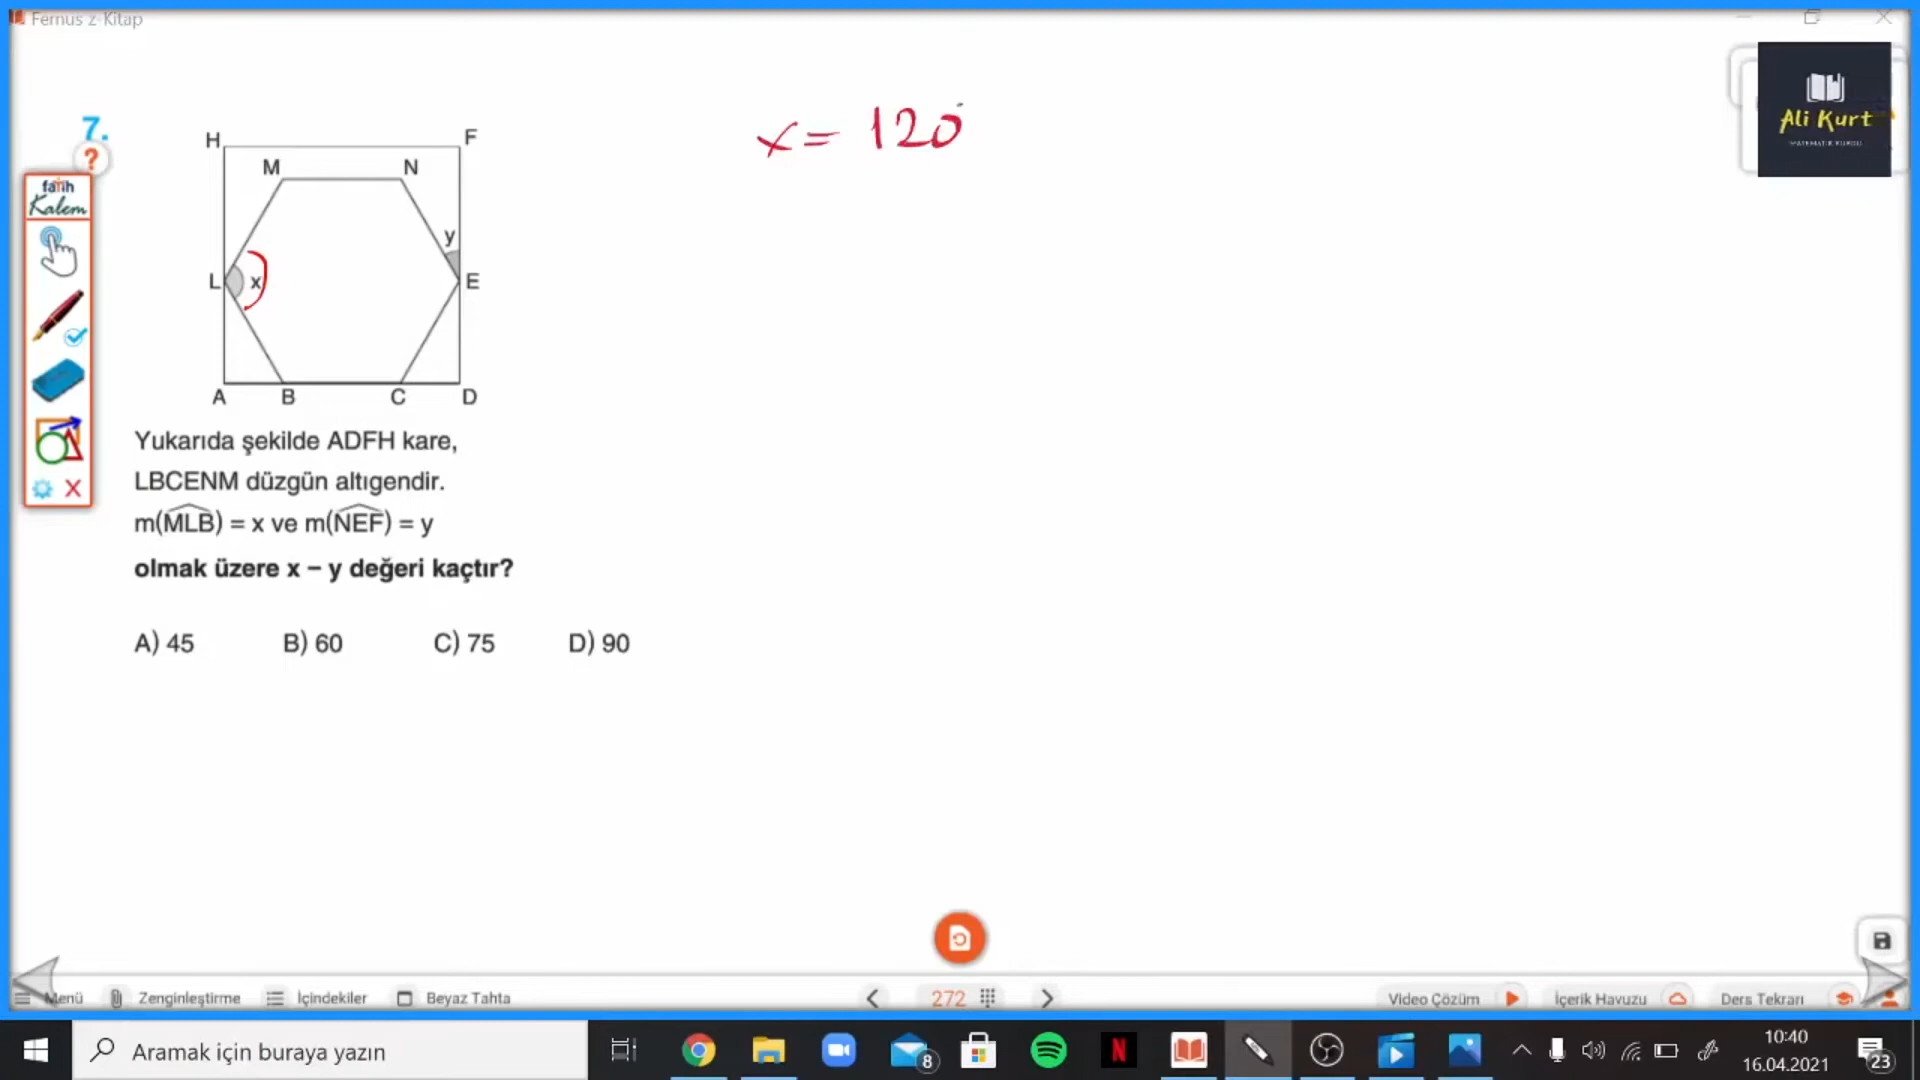 Fernus z-Kitap
Ali Kurt
x = 120°
7.
?
fatih
Kalem
H
F
M
N
y
L
x
E
A
B
C
D
Yukarıda şekilde ADFH kare,
LBCENM düzgün altıgendir.
m(MLB) = x ve m(NEF) = y
olmak üzere x – y değeri kaçtır?
A) 45 B) 60 C) 75 D) 90
Menü Zenginleştirme İçindekiler Beyaz Tahta 272 Video Çözüm İçerik Havuzu Ders Tekrarı
Aramak için buraya yazın
8
N
10:40
16.04.2021
23